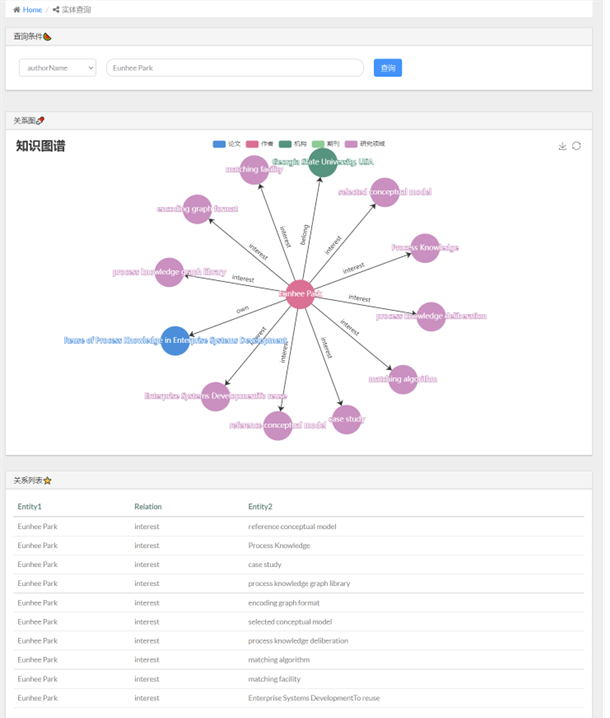 Home / 实体查询
查询条件
authorName
Eunhee Park
查询
关系图
知识图谱
论文 作者 机构 期刊 研究领域
Georgia State University, USA
matching facility
selected conceptual model
encoding graph format
Process Knowledge
process knowledge graph library
Eunhee Park
process knowledge deliberation
Reuse of Process Knowledge in Enterprise Systems Development
matching algorithm
Enterprise Systems DevelopmentTo reuse
case study
reference conceptual model
interest
belong
interest
interest
interest
interest
interest
own
interest
interest
interest
interest
关系列表
Entity1 Relation Entity2
Eunhee Park interest reference conceptual model
Eunhee Park interest Process Knowledge
Eunhee Park interest case study
Eunhee Park interest process knowledge graph library
Eunhee Park interest encoding graph format
Eunhee Park interest selected conceptual model
Eunhee Park interest process knowledge deliberation
Eunhee Park interest matching algorithm
Eunhee Park interest matching facility
Eunhee Park interest Enterprise Systems DevelopmentTo reuse